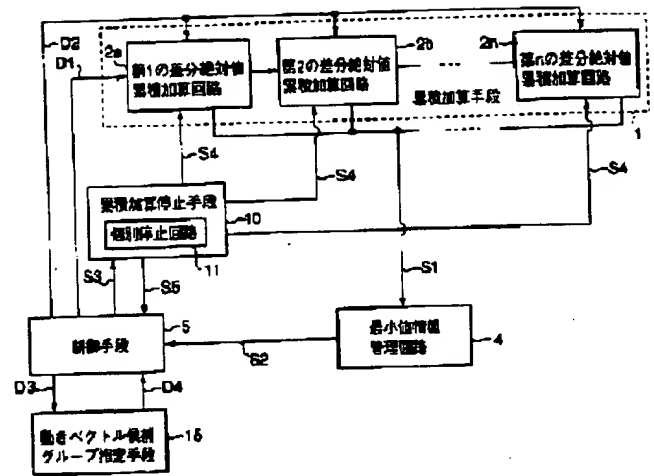 D2
D1
2a
第1の差分絶対値
累積加算回路
2b
第2の差分絶対値
累積加算回路
2n
第nの差分絶対値
累積加算回路
累積加算手段
1
S4
S4
S4
累積加算停止手段
10
個別停止回路
11
S3
S5
S1
5
制御手段
S2
最小値情報
管理回路
4
D3
D4
動きベクトル候補
グループ指定手段
15